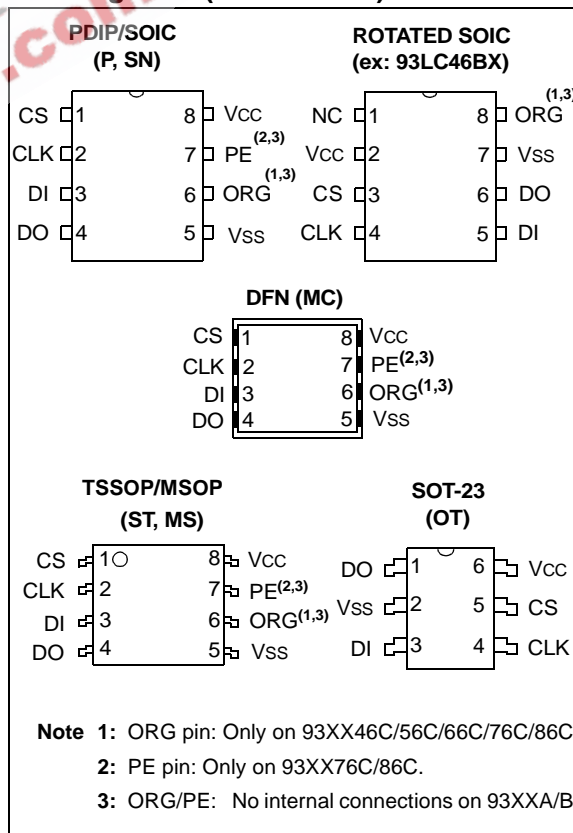 PDIP/SOIC
(P, SN)
CS 1 8 VCC
CLK 2 7 PE(2,3)
DI 3 6 ORG(1,3)
DO 4 5 VSS
ROTATED SOIC
(ex: 93LC46BX)
NC 1 8 ORG(1,3)
VCC 2 7 VSS
CS 3 6 DO
CLK 4 5 DI
DFN (MC)
CS 1 8 VCC
CLK 2 7 PE(2,3)
DI 3 6 ORG(1,3)
DO 4 5 VSS
TSSOP/MSOP
(ST, MS)
CS 1 8 VCC
CLK 2 7 PE(2,3)
DI 3 6 ORG(1,3)
DO 4 5 VSS
SOT-23
(OT)
DO 1 6 VCC
VSS 2 5 CS
DI 3 4 CLK
Note 1: ORG pin: Only on 93XX46C/56C/66C/76C/86C
2: PE pin: Only on 93XX76C/86C.
3: ORG/PE: No internal connections on 93XXA/B